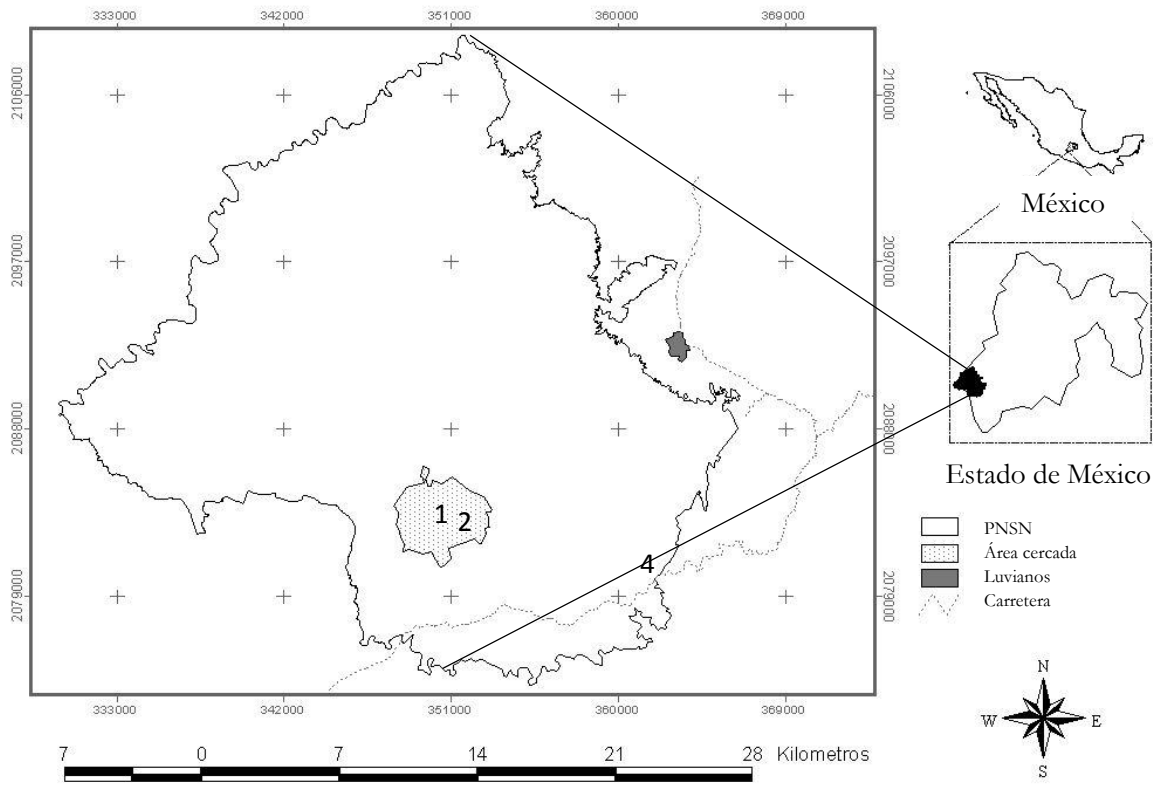 333000 342000 351000 360000 369000
2106000 2106000
México
2097000 2097000
2088000 2088000
Estado de México
1 2
PNSN
Área cercada
4
Luvianos
2079000 2079000
Carretera
333000 342000 351000 360000 369000
N
W E
S
7 0 7 14 21 28 Kilometros